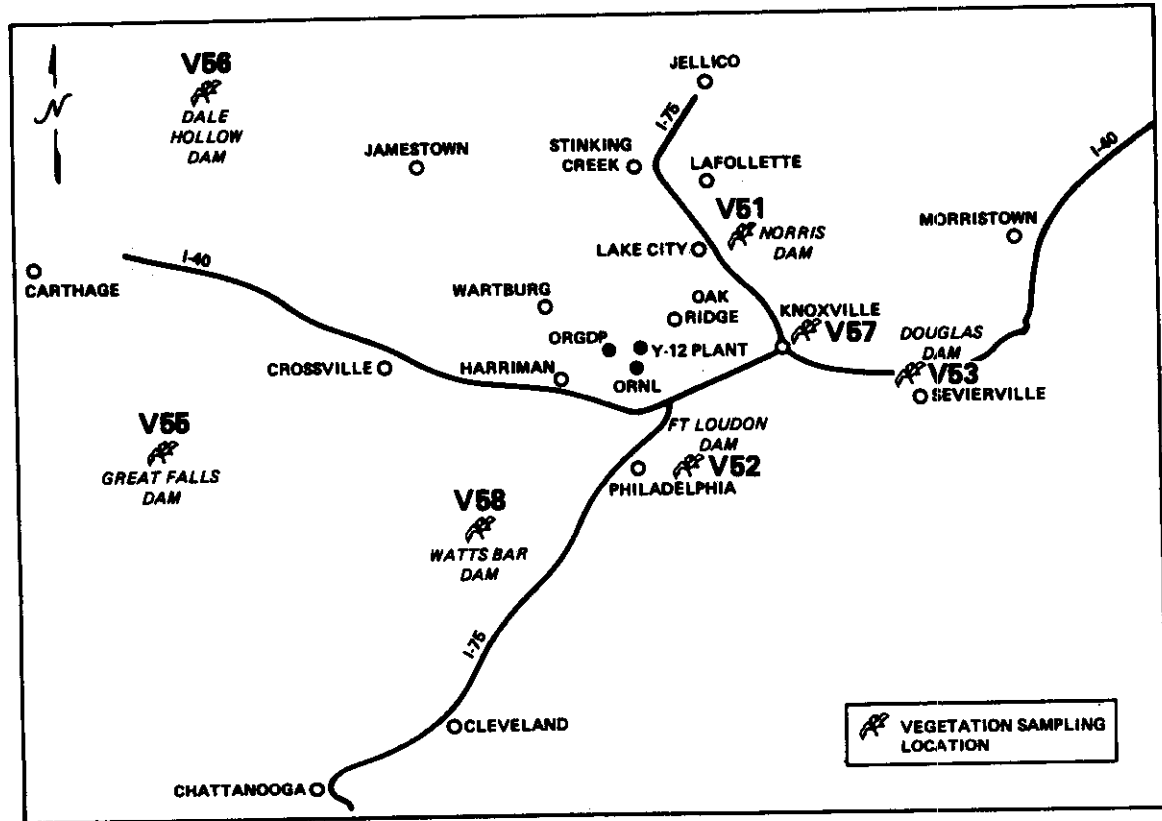 N
V56
DALE
HOLLOW
DAM
JELLICO
I-75
I-40
JAMESTOWN
STINKING
CREEK
LAFOLLETTE
V51
NORRIS
DAM
MORRISTOWN
LAKE CITY
I-40
CARTHAGE
WARTBURG
OAK
RIDGE
KNOXVILLE
V57
DOUGLAS
DAM
V53
SEVIERVILLE
ORGDP
Y-12 PLANT
ORNL
CROSSVILLE
HARRIMAN
V55
GREAT FALLS
DAM
FT LOUDON
DAM
V52
PHILADELPHIA
V58
WATTS BAR
DAM
I-75
CLEVELAND
CHATTANOOGA
VEGETATION SAMPLING
LOCATION